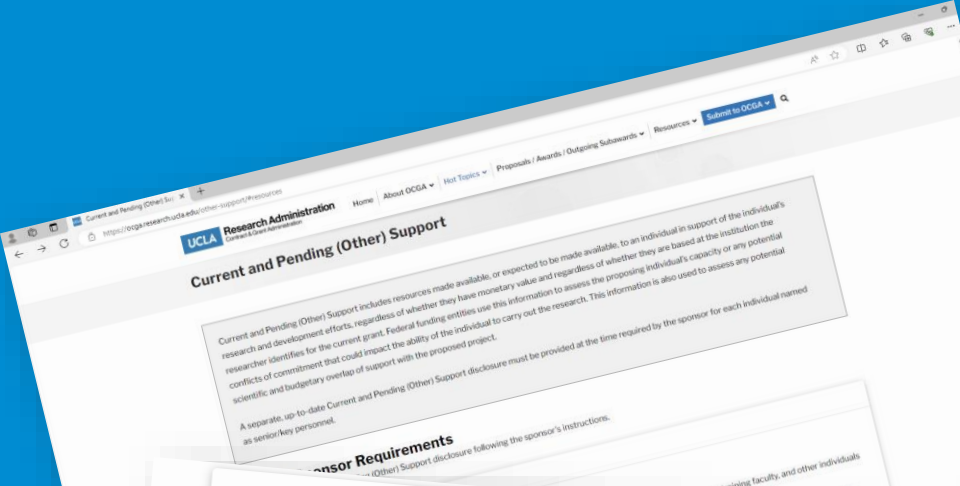 Current and Pending (Other) Su
https://ocga.research.ucla.edu/other-support/#resources
UCLA Research Administration
Contract & Grant Administration
Home About OCGA Hot Topics Proposals / Awards / Outgoing Subawards Resources Submit to OCGA
Current and Pending (Other) Support
Current and Pending (Other) Support includes resources made available, or expected to be made available, to an individual in support of the individual's
research and development efforts, regardless of whether they have monetary value and regardless of whether they are based at the institution the
researcher identifies for the current grant. Federal funding entities use this information to assess the proposing individual's capacity or any potential
conflicts of commitment that could impact the ability of the individual to carry out the research. This information is also used to assess any potential
scientific and budgetary overlap of support with the proposed project.
A separate, up-to-date Current and Pending (Other) Support disclosure must be provided at the time required by the sponsor for each individual named
as senior/key personnel.
onsor Requirements
(Other) Support disclosure following the sponsor's instructions.
faculty, and other individuals